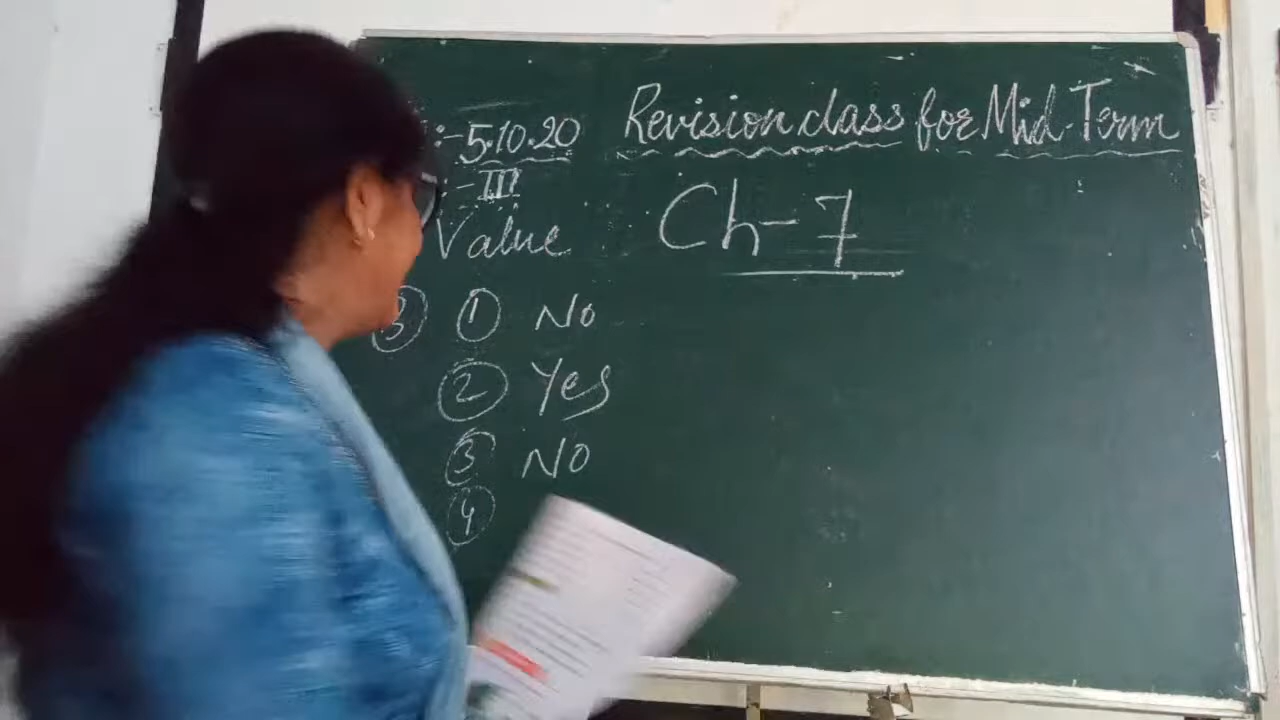 :-5.10.20 Revision class for Mid-Term
:-III
Value Ch-7
③ ① No
② Yes
③ No
④